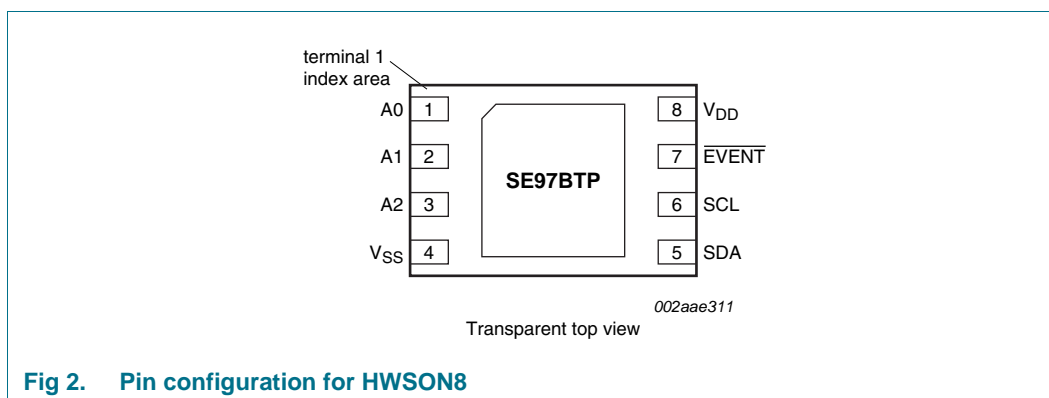 terminal 1
index area
A0 1
A1 2
A2 3
VSS 4
SE97BTP
8 VDD
7 EVENT
6 SCL
5 SDA
002aae311
Transparent top view
Fig 2. Pin configuration for HWSON8